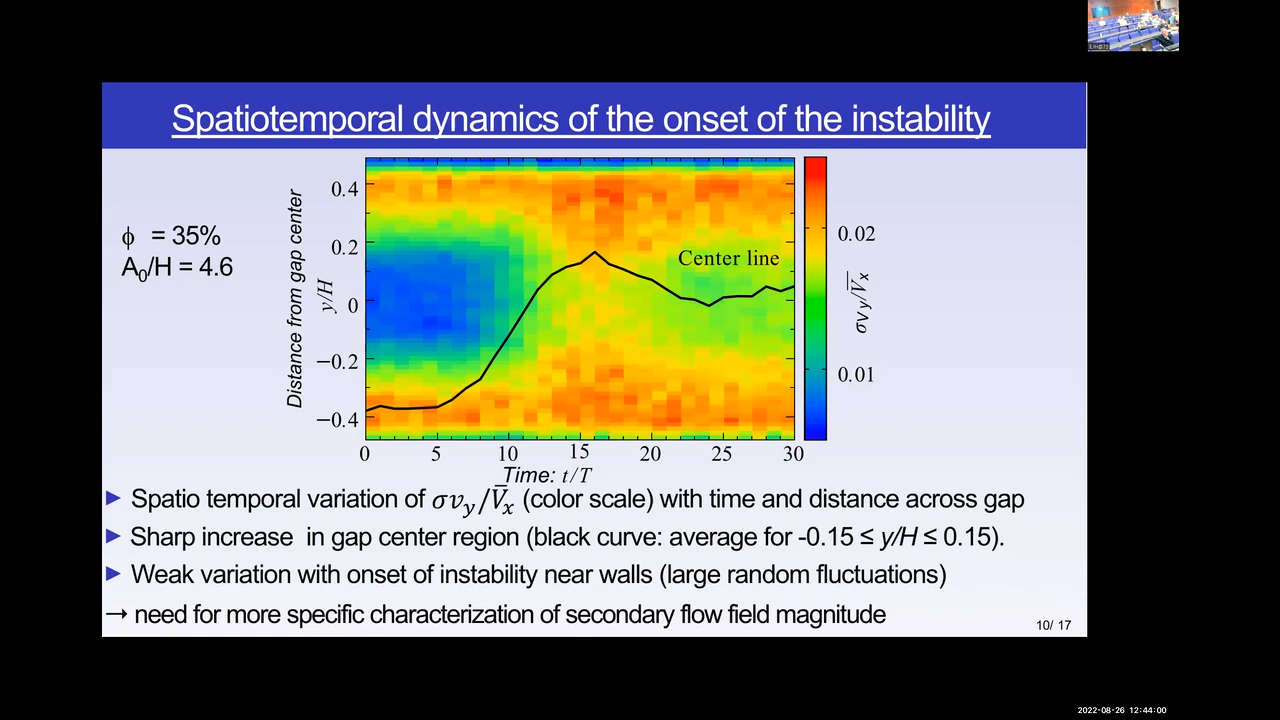 Spatiotemporal dynamics of the onset of the instability
ϕ = 35%
A₀/H = 4.6
Distance from gap center
y/H
0.4
0.2
0
−0.2
−0.4
Center line
0 5 10 15 20 25 30
Time: t/T
0.02
0.01
σv_y/V̅_x
► Spatio temporal variation of σv_y/V̅_x (color scale) with time and distance across gap
► Sharp increase in gap center region (black curve: average for -0.15 ≤ y/H ≤ 0.15).
► Weak variation with onset of instability near walls (large random fluctuations)
→ need for more specific characterization of secondary flow field magnitude
10/ 17
2022-08-26 12:44:00